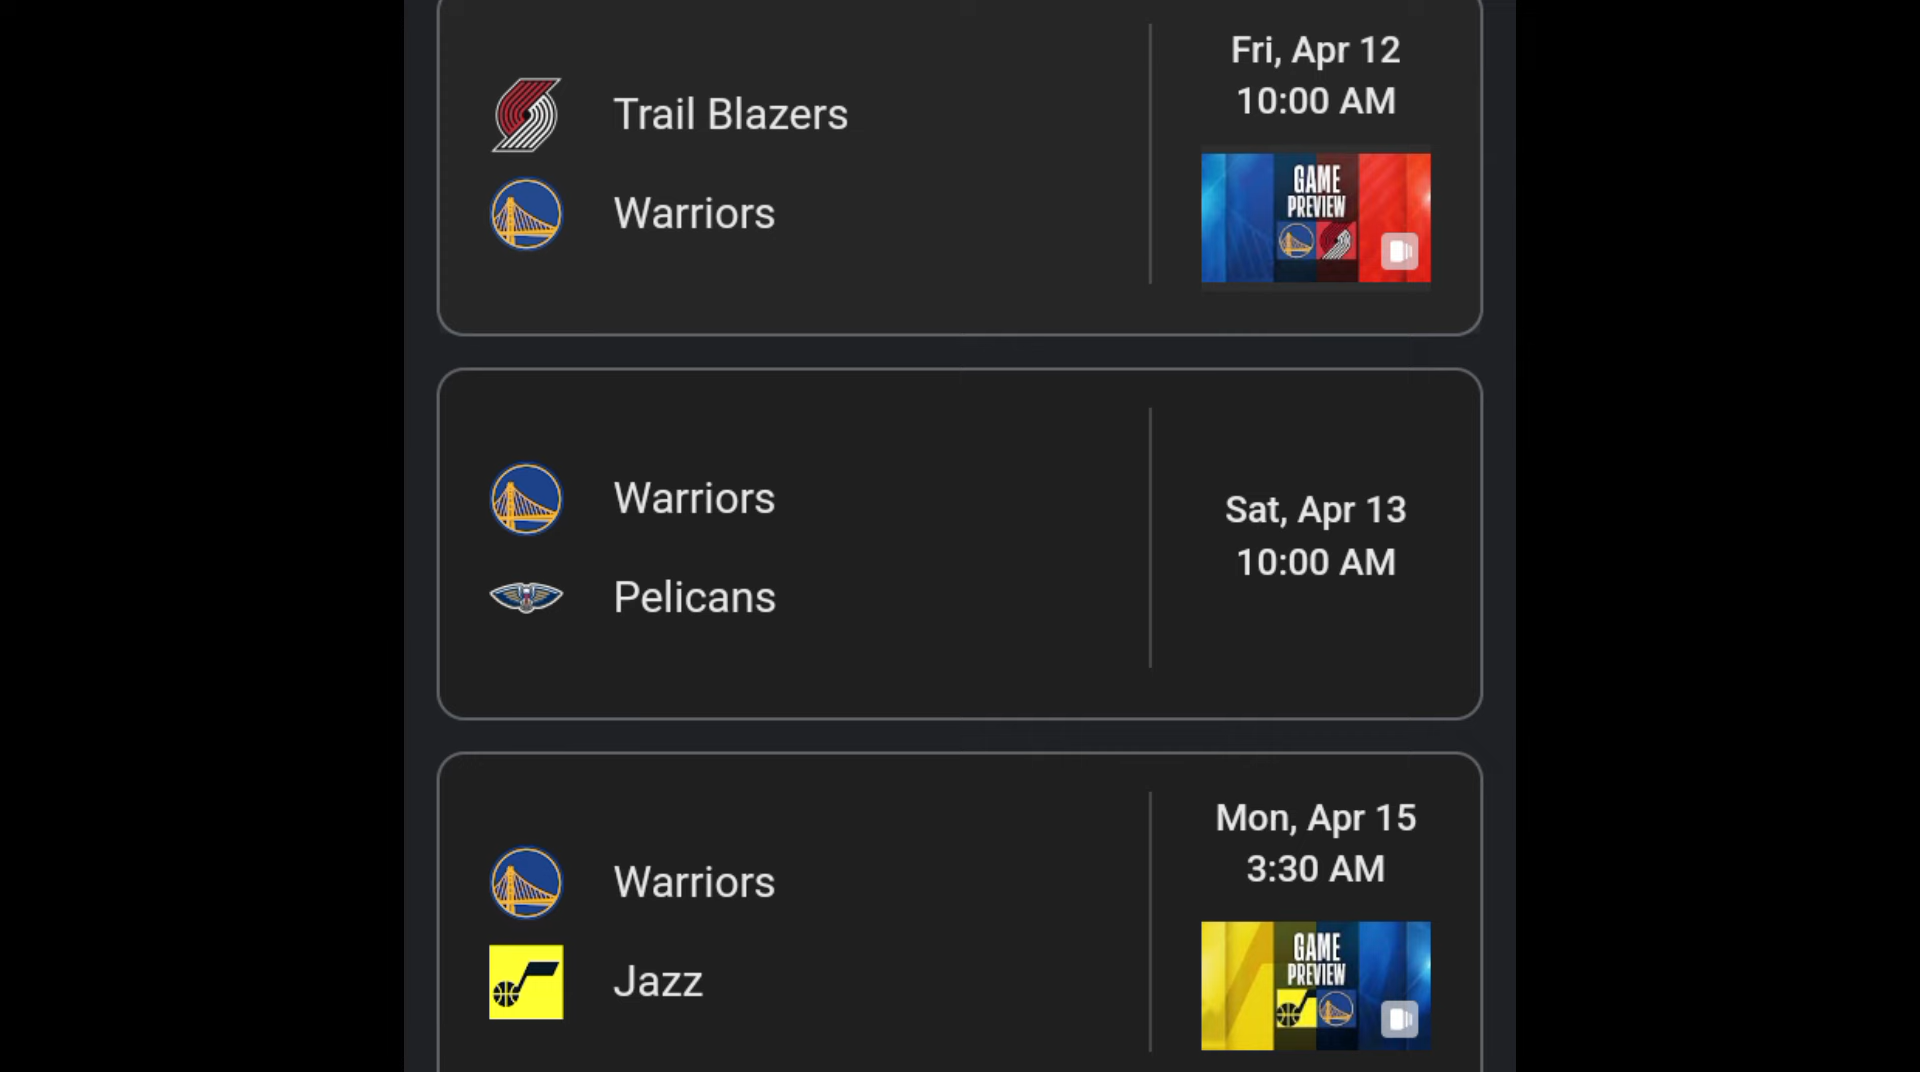 Fri, Apr 12
10:00 AM
Trail Blazers
Warriors
GAME
PREVIEW
Warriors
Pelicans
Sat, Apr 13
10:00 AM
Mon, Apr 15
3:30 AM
Warriors
Jazz
GAME
PREVIEW